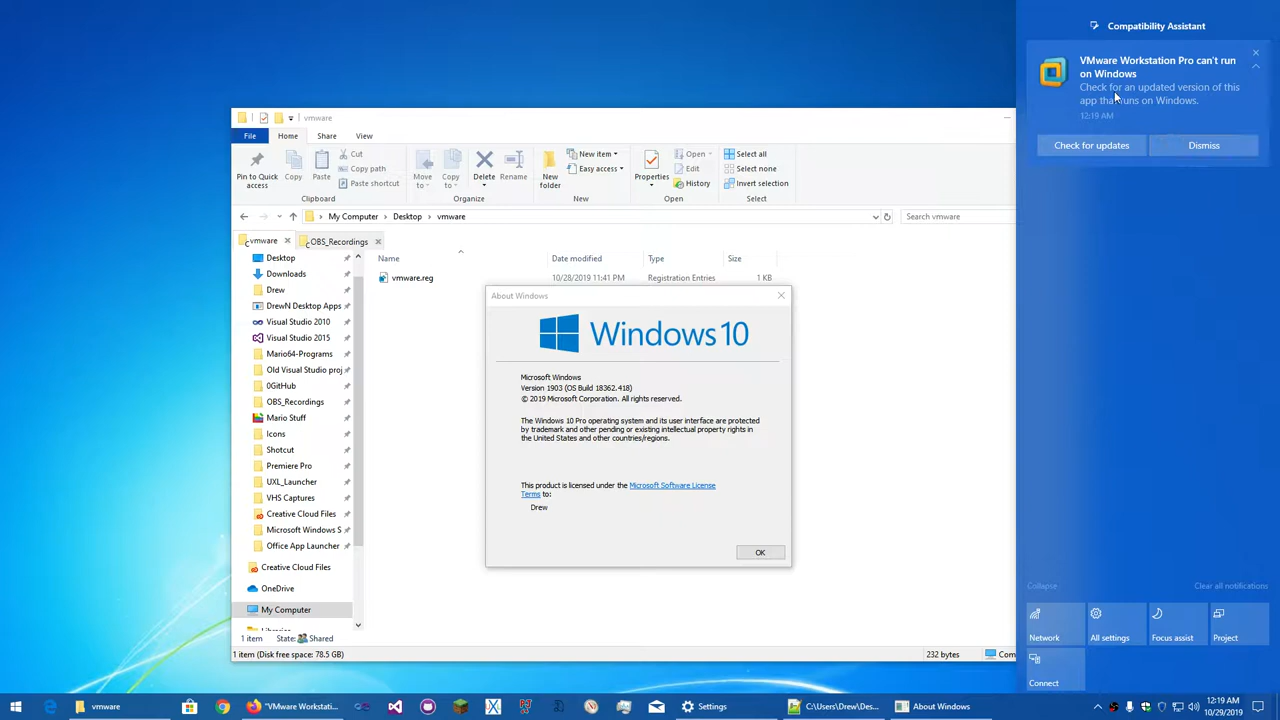 Compatibility Assistant
VMware Workstation Pro can't run
on Windows
Check for an updated version of this
app that runs on Windows.
12:19 AM
Check for updates
Dismiss
vmware
File
Home
Share
View
Pin to Quick
access
Copy
Paste
Cut
Copy path
Paste shortcut
Clipboard
Move
to
Copy
to
Delete
Rename
Organize
New
folder
New item
Easy access
New
Properties
Open
Edit
History
Open
Select all
Select none
Invert selection
Select
My Computer
Desktop
vmware
Search vmware
vmware
OBS_Recordings
Name
Date modified
Type
Size
vmware.reg
10/28/2019 11:41 PM
Registration Entries
1 KB
Desktop
Downloads
Drew
DrewN Desktop Apps
Visual Studio 2010
Visual Studio 2015
Mario64-Programs
Old Visual Studio proj
0GitHub
OBS_Recordings
Mario Stuff
Icons
Shotcut
Premiere Pro
UXL_Launcher
VHS Captures
Creative Cloud Files
Microsoft Windows S
Office App Launcher
Creative Cloud Files
OneDrive
My Computer
1 item
State:
Shared
1 item (Disk free space: 78.5 GB)
232 bytes
Com
About Windows
Windows 10
Microsoft Windows
Version 1903 (OS Build 18362.418)
© 2019 Microsoft Corporation. All rights reserved.
The Windows 10 Pro operating system and its user interface are protected
by trademark and other pending or existing intellectual property rights in
the United States and other countries/regions.
This product is licensed under the Microsoft Software License
Terms to:
Drew
OK
Collapse
Clear all notifications
Network
All settings
Focus assist
Project
Connect
vmware
"VMware Workstati...
Settings
C:\Users\Drew\Des...
About Windows
12:19 AM
10/29/2019